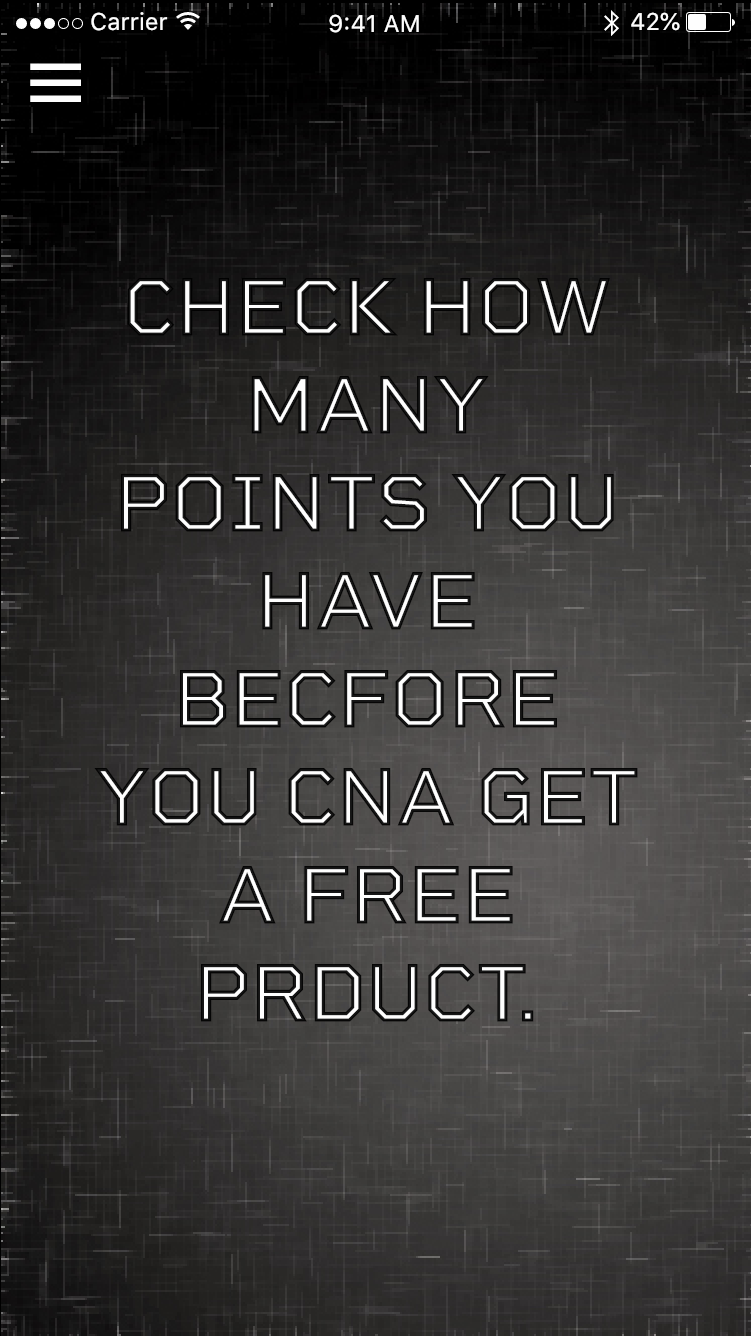 Carrier 9:41 AM 42%
CHECK HOW
MANY
POINTS YOU
HAVE
BECFORE
YOU CNA GET
A FREE
PRDUCT.